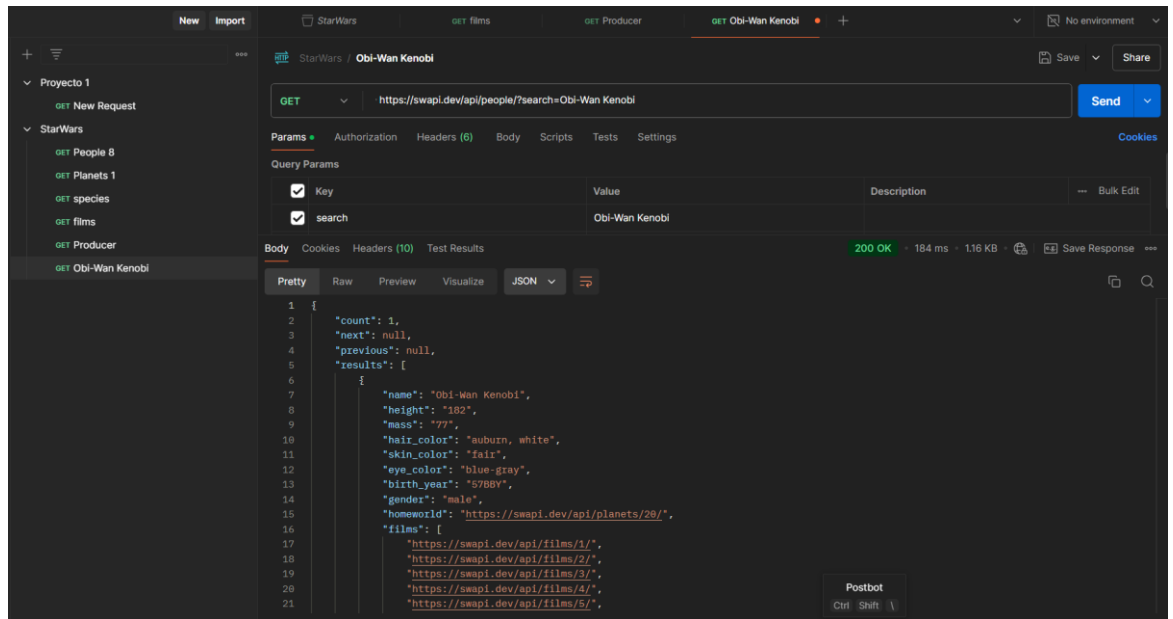 New Import StarWars GET films GET Producer GET Obi-Wan Kenobi No environment
HTTP StarWars / Obi-Wan Kenobi Save Share
Proyecto 1
GET New Request
StarWars
GET People 8
GET Planets 1
GET species
GET films
GET Producer
GET Obi-Wan Kenobi
GET https://swapi.dev/api/people/?search=Obi-Wan Kenobi Send
Params Authorization Headers (6) Body Scripts Tests Settings Cookies
Query Params
Key Value Description Bulk Edit
search Obi-Wan Kenobi
Body Cookies Headers (10) Test Results 200 OK 184 ms 1.16 KB Save Response
Pretty Raw Preview Visualize JSON
1 {
2 "count": 1,
3 "next": null,
4 "previous": null,
5 "results": [
6 {
7 "name": "Obi-Wan Kenobi",
8 "height": "182",
9 "mass": "77",
10 "hair_color": "auburn, white",
11 "skin_color": "fair",
12 "eye_color": "blue-gray",
13 "birth_year": "57BBY",
14 "gender": "male",
15 "homeworld": "https://swapi.dev/api/planets/20/",
16 "films": [
17 "https://swapi.dev/api/films/1/",
18 "https://swapi.dev/api/films/2/",
19 "https://swapi.dev/api/films/3/",
20 "https://swapi.dev/api/films/4/",
21 "https://swapi.dev/api/films/5/",
Postbot
Ctrl Shift \